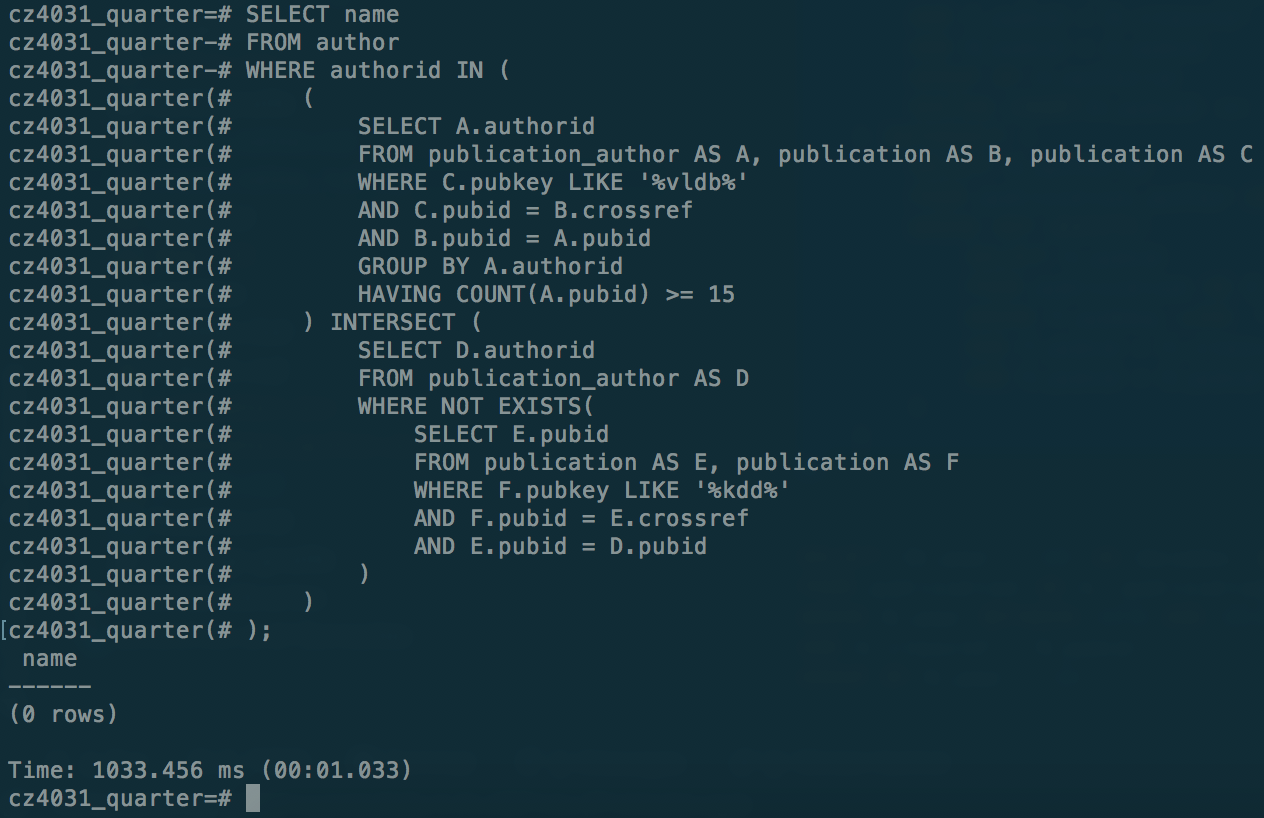 cz4031_quarter=# SELECT name
cz4031_quarter-# FROM author
cz4031_quarter-# WHERE authorid IN (
cz4031_quarter(#     (
cz4031_quarter(#         SELECT A.authorid
cz4031_quarter(#         FROM publication_author AS A, publication AS B, publication AS C
cz4031_quarter(#         WHERE C.pubkey LIKE '%vldb%'
cz4031_quarter(#         AND C.pubid = B.crossref
cz4031_quarter(#         AND B.pubid = A.pubid
cz4031_quarter(#         GROUP BY A.authorid
cz4031_quarter(#         HAVING COUNT(A.pubid) >= 15
cz4031_quarter(#     ) INTERSECT (
cz4031_quarter(#         SELECT D.authorid
cz4031_quarter(#         FROM publication_author AS D
cz4031_quarter(#         WHERE NOT EXISTS(
cz4031_quarter(#             SELECT E.pubid
cz4031_quarter(#             FROM publication AS E, publication AS F
cz4031_quarter(#             WHERE F.pubkey LIKE '%kdd%'
cz4031_quarter(#             AND F.pubid = E.crossref
cz4031_quarter(#             AND E.pubid = D.pubid
cz4031_quarter(#         )
cz4031_quarter(#     )
[cz4031_quarter(# );
 name
------
(0 rows)

Time: 1033.456 ms (00:01.033)
cz4031_quarter=#